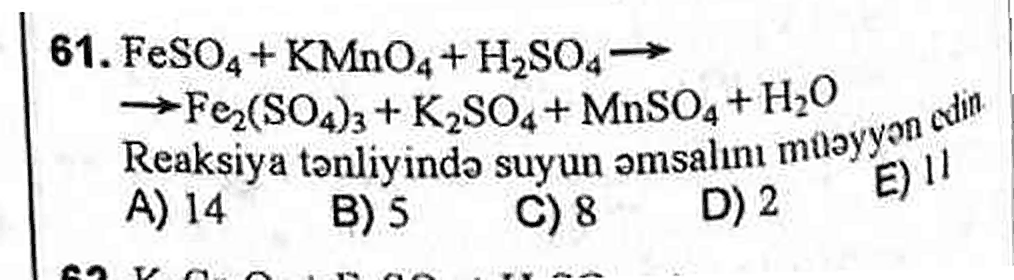 61. FeSO₄ + KMnO₄ + H₂SO₄ →
→ Fe₂(SO₄)₃ + K₂SO₄ + MnSO₄ + H₂O
Reaksiya tənliyində suyun əmsalını müəyyən edin
A) 14 B) 5 C) 8 D) 2 E) 11